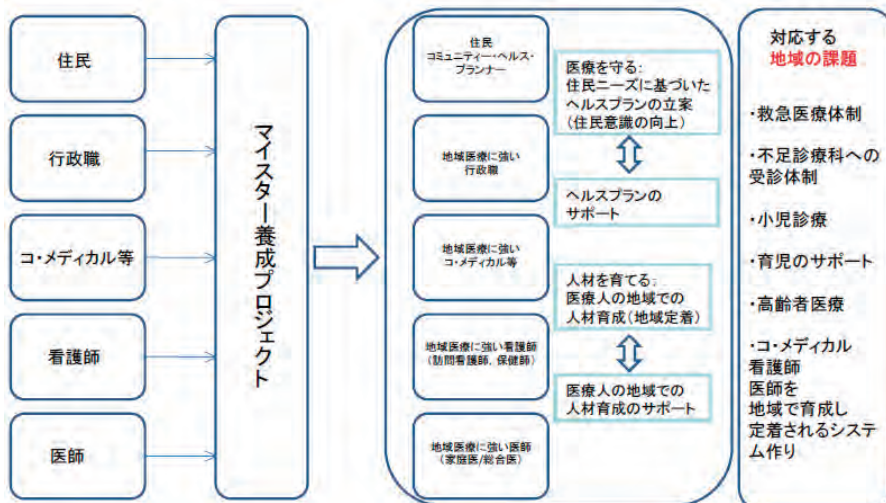 住民
行政職
コ・メディカル等
看護師
医師
マイスター養成プロジェクト
住民
コミュニティー・ヘルス・
プランナー
地域医療に強い
行政職
地域医療に強い
コ・メディカル等
地域医療に強い看護師
(訪問看護師、保健師)
地域医療に強い医師
(家庭医/総合医)
医療を守る:
住民ニーズに基づいた
ヘルスプランの立案
(住民意識の向上)
ヘルスプランの
サポート
人材を育てる:
医療人の地域での
人材育成(地域定着)
医療人の地域での
人材育成のサポート
対応する
地域の課題
・救急医療体制
・不足診療科への
受診体制
・小児診療
・育児のサポート
・高齢者医療
・コ・メディカル
看護師
医師を
地域で育成し
定着されるシステ
ム作り